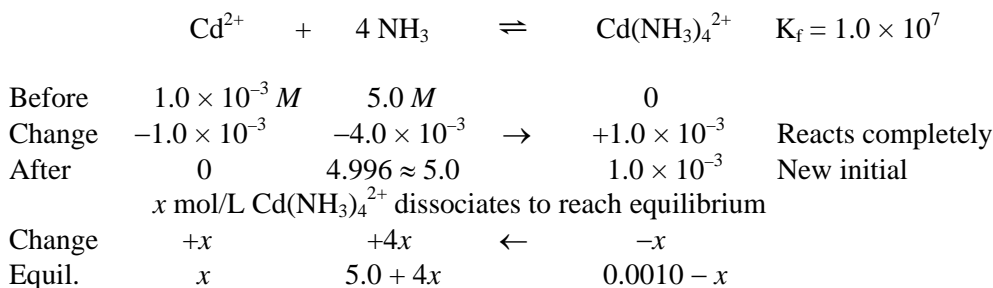 Cd²⁺ + 4 NH₃ ⇌ Cd(NH₃)₄²⁺ K_f = 1.0 × 10⁷
Before 1.0 × 10⁻³ M 5.0 M 0
Change −1.0 × 10⁻³ −4.0 × 10⁻³ → +1.0 × 10⁻³ Reacts completely
After 0 4.996 ≈ 5.0 1.0 × 10⁻³ New initial
x mol/L Cd(NH₃)₄²⁺ dissociates to reach equilibrium
Change +x +4x ← −x
Equil. x 5.0 + 4x 0.0010 − x